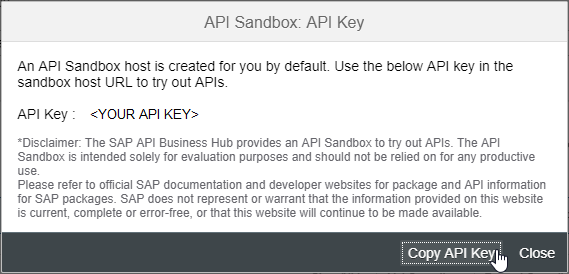 API Sandbox: API Key
An API Sandbox host is created for you by default. Use the below API key in the
sandbox host URL to try out APIs.
API Key :   <YOUR API KEY>
*Disclaimer: The SAP API Business Hub provides an API Sandbox to try out APIs. The API
Sandbox is intended solely for evaluation purposes and should not be relied on for any productive
use.
Please refer to official SAP documentation and developer websites for package and API information
for SAP packages. SAP does not represent or warrant that the information provided on this website
is current, complete or error-free, or that this website will continue to be made available.
Copy API Key   Close